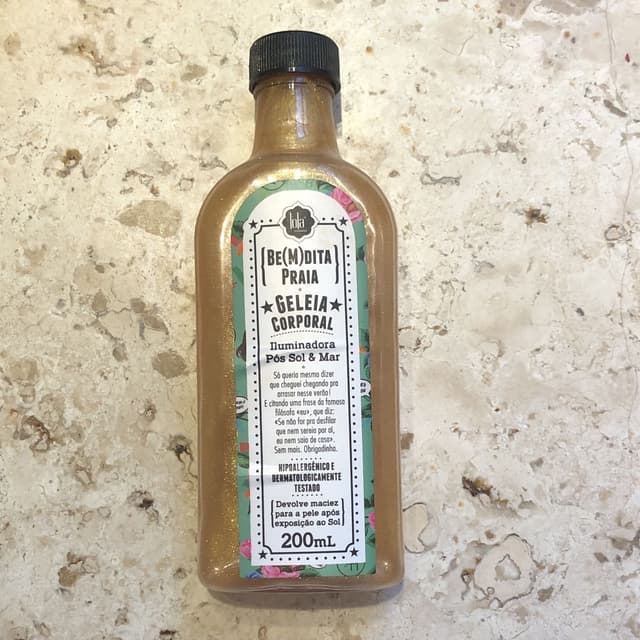 lola
BE(M)DITA
PRAIA
GELEIA
CORPORAL
Iluminadora
Pós Sol & Mar
Só queria mesmo dizer
que cheguei chegando pra
arrasar nesse verão!
E citando uma frase da famosa
filósofa «eu», que diz:
«Se não for pra desfilar
que nem sereia por aí,
eu nem saio de casa».
Sem mais. Obrigadinha.
HIPOALERGÊNICO E
DERMATOLOGICAMENTE
TESTADO
Devolve maciez
para a pele após
exposição ao Sol
200mL